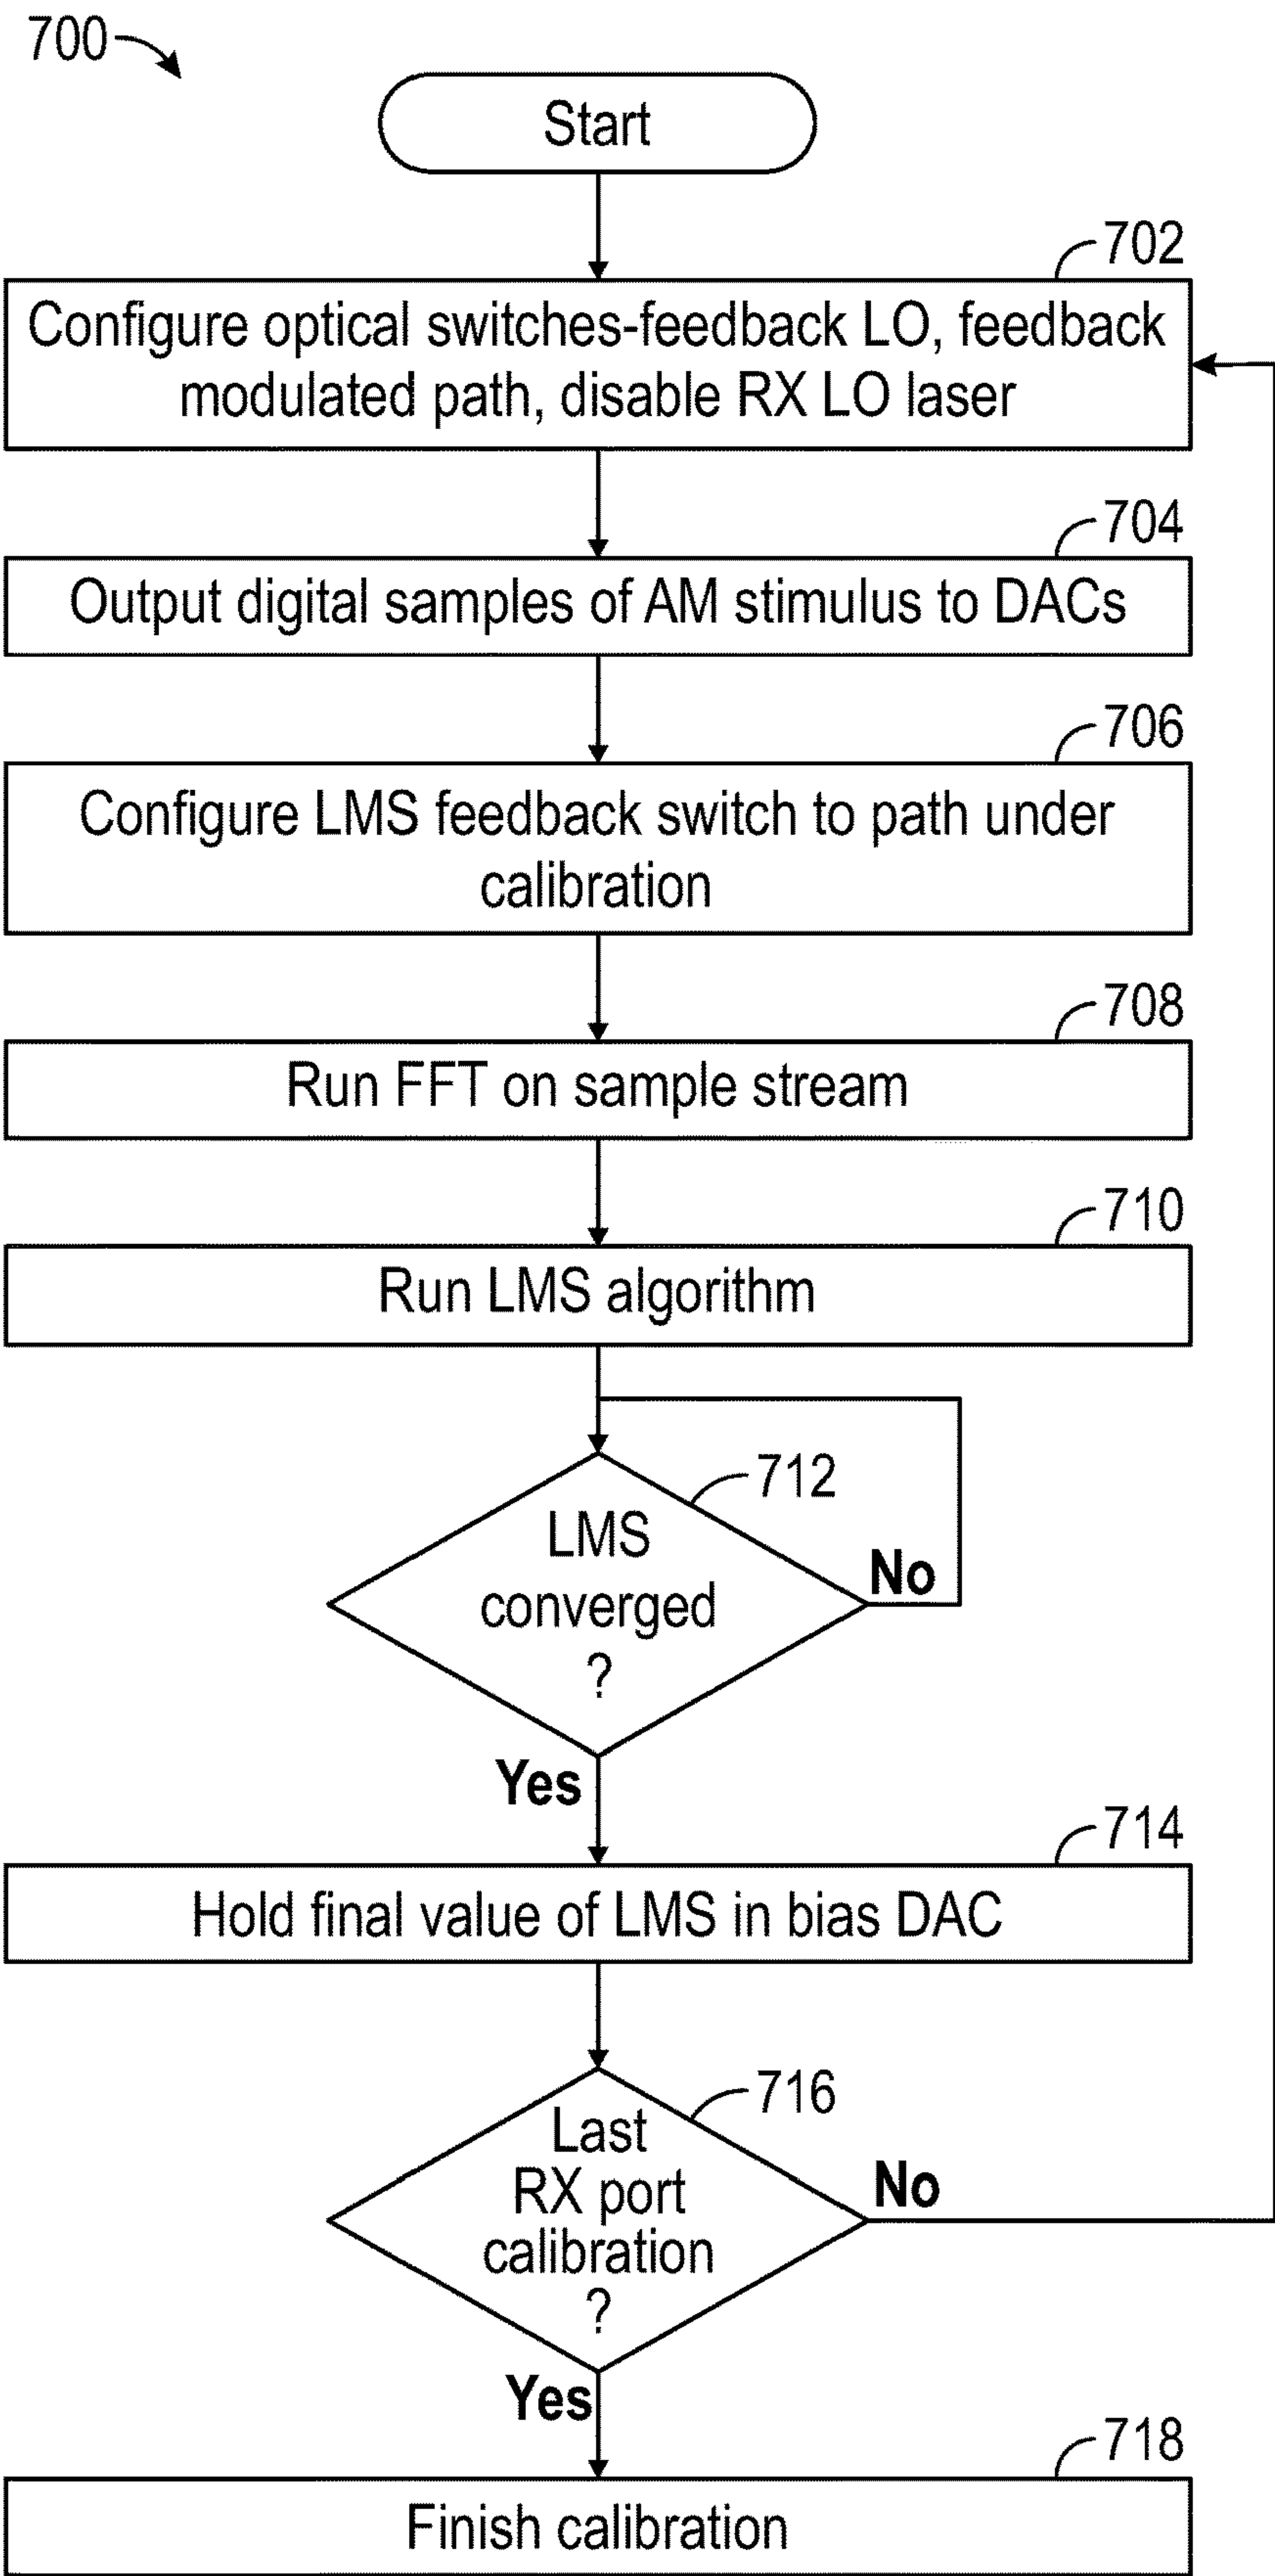 700
Start
702
Configure optical switches-feedback LO, feedback
modulated path, disable RX LO laser
704
Output digital samples of AM stimulus to DACs
706
Configure LMS feedback switch to path under
calibration
708
Run FFT on sample stream
710
Run LMS algorithm
712
LMS
converged
?
No
Yes
714
Hold final value of LMS in bias DAC
716
Last
RX port
calibration
?
No
Yes
718
Finish calibration